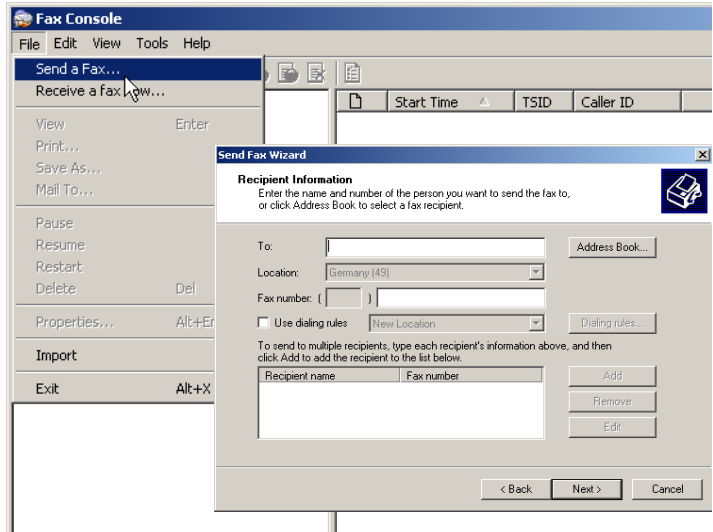 Fax Console
File Edit View Tools Help
Send a Fax...
Receive a fax now...
View Enter
Print...
Save As...
Mail To...
Pause
Resume
Restart
Delete Del
Properties... Alt+En
Import
Exit Alt+X
Start Time TSID Caller ID
Send Fax Wizard
Recipient Information
Enter the name and number of the person you want to send the fax to,
or click Address Book to select a fax recipient.
To: Address Book...
Location: Germany (49)
Fax number: ( )
Use dialing rules New Location Dialing rules...
To send to multiple recipients, type each recipient's information above, and then
click Add to add the recipient to the list below.
Recipient name Fax number
Add
Remove
Edit
< Back Next > Cancel